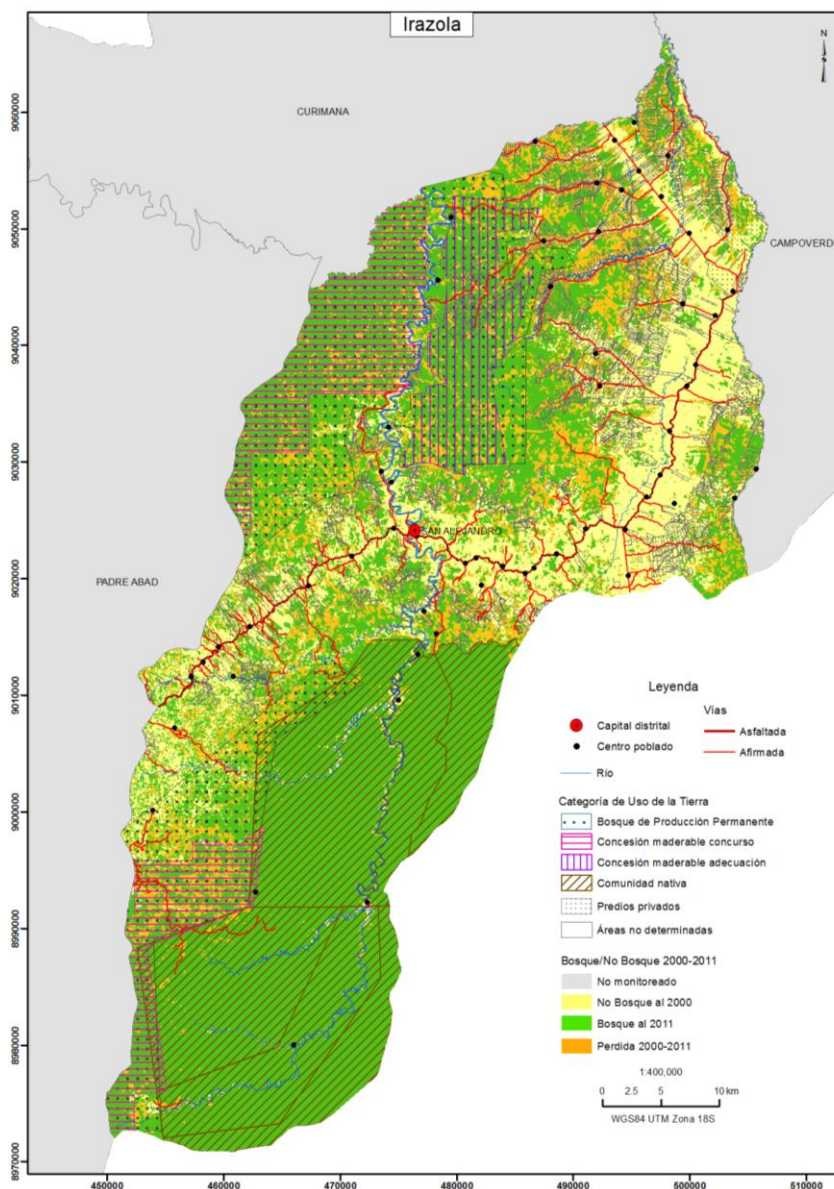 Irazola
N
CURIMANA
CAMPOVERD
SAN ALEJANDRO
PADRE ABAD
Leyenda
Capital distrital
Centro poblado
Río
Vías
Asfaltada
Afirmada
Categoría de Uso de la Tierra
Bosque de Producción Permanente
Concesión maderable concurso
Concesión maderable adecuación
Comunidad nativa
Predios privados
Áreas no determinadas
Bosque/No Bosque 2000-2011
No monitoreado
No Bosque al 2000
Bosque al 2011
Perdida 2000-2011
1:400,000
0 2.5 5 10 km
WGS84 UTM Zona 18S
9060000
9050000
9040000
9030000
9020000
9010000
9000000
8990000
8980000
8970000
450000 460000 470000 480000 490000 500000 510000